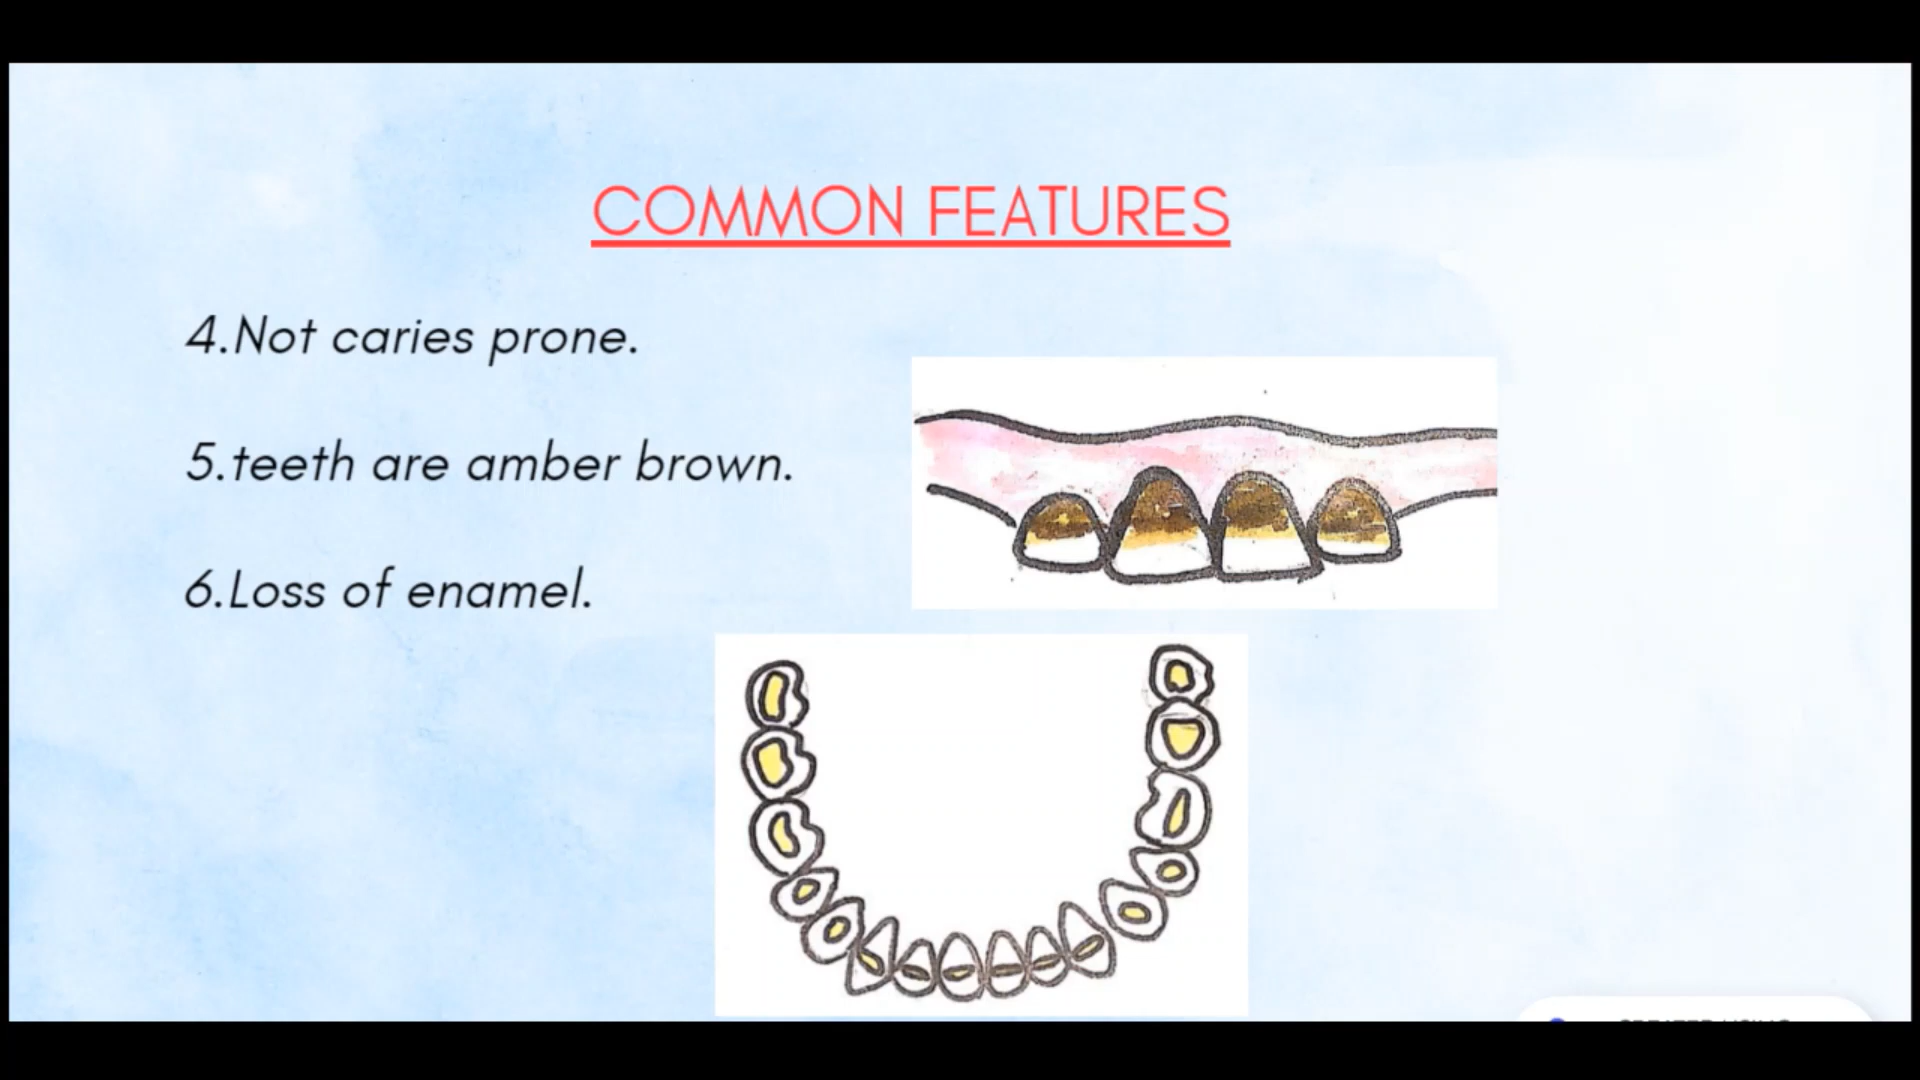 COMMON FEATURES
4.Not caries prone.
5.teeth are amber brown.
6.Loss of enamel.